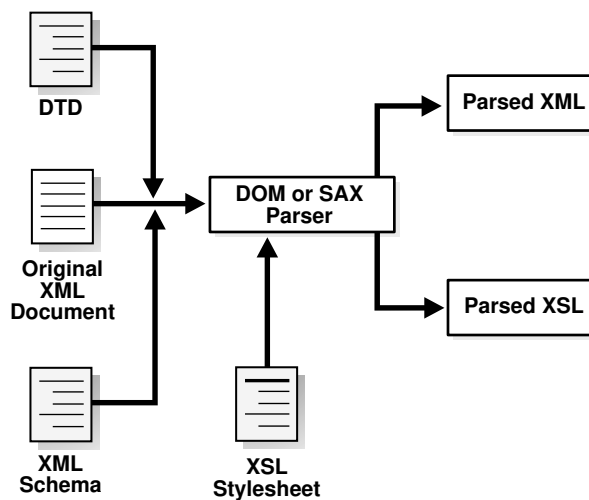 DTD
Parsed XML
DOM or SAX
Parser
Original
XML
Document
Parsed XSL
XML
Schema
XSL
Stylesheet